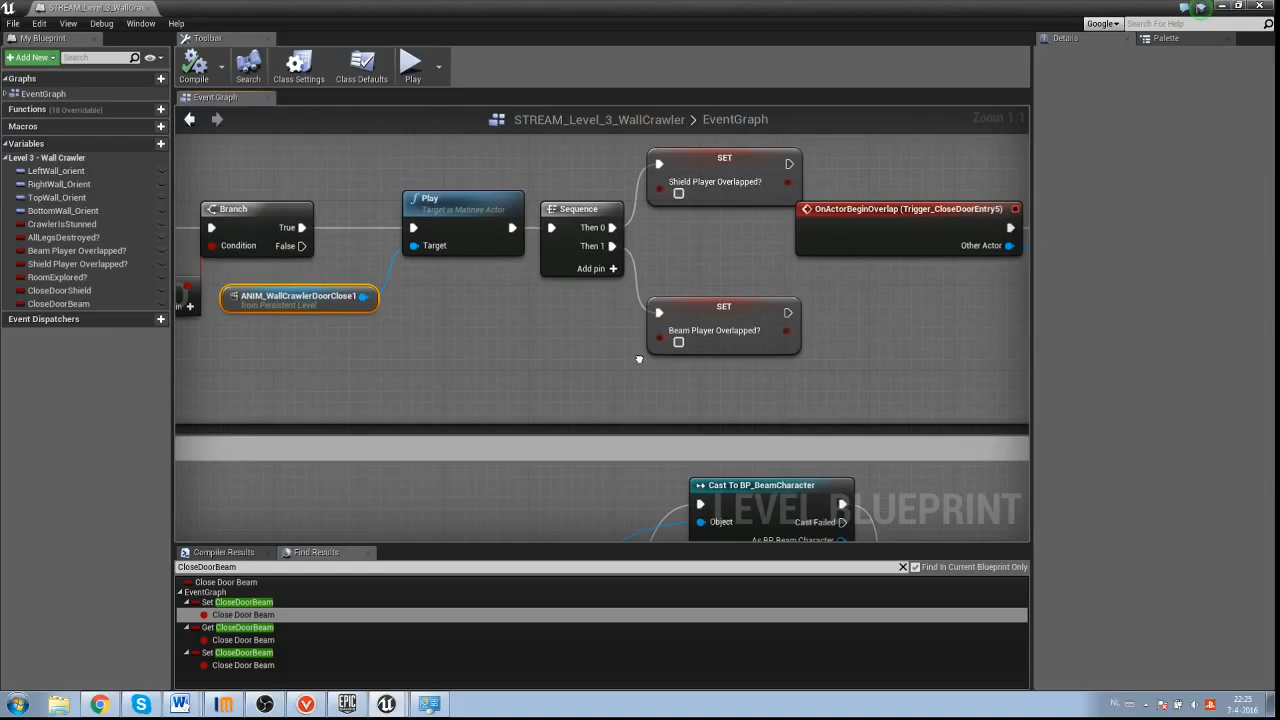 STREAM_Level_3_WallCra
File Edit View Debug Window Help
Google
Search For Help
My Blueprint
Toolbar
Details
Palette
Add New
Search
Compile
Search
Class Settings
Class Defaults
Play
Graphs
EventGraph
Functions (18 Overridable)
Macros
Variables
Level 3 - Wall Crawler
LeftWall_orient
RightWall_Orient
TopWall_Orient
BottomWall_Orient
CrawlerIsStunned
AllLegsDestroyed?
Beam Player Overlapped?
Shield Player Overlapped?
RoomExplored?
CloseDoorShield
CloseDoorBeam
Event Dispatchers
Event Graph
STREAM_Level_3_WallCrawler > EventGraph
Zoom 1:1
Branch
True
Condition
False
ANIM_WallCrawlerDoorClose1
from Persistent Level
Play
Target is Matinee Actor
Target
Sequence
Then 0
Then 1
Add pin
SET
Shield Player Overlapped?
SET
Beam Player Overlapped?
OnActorBeginOverlap (Trigger_CloseDoorEntry5)
Other Actor
Cast To BP_BeamCharacter
Object
Cast Failed
As BP Beam Character
LEVEL BLUEPRINT
Compiler Results
Find Results
CloseDoorBeam
Find In Current Blueprint Only
Close Door Beam
EventGraph
Set CloseDoorBeam
Close Door Beam
Get CloseDoorBeam
Close Door Beam
Set CloseDoorBeam
Close Door Beam
NL
22:25
7-4-2016